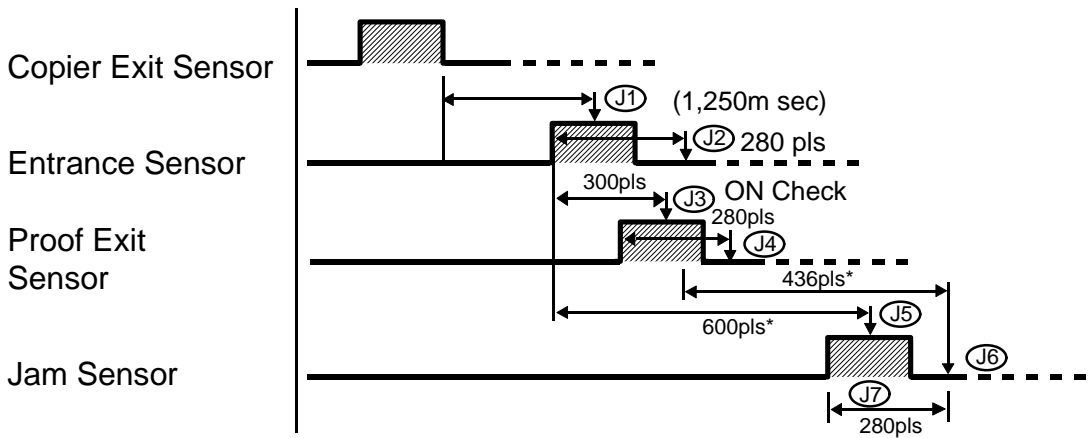 Copier Exit Sensor
J1 (1,250m sec)
J2 280 pls
Entrance Sensor
300pls J3 ON Check
280pls
Proof Exit
Sensor
J4
436pls*
600pls* J5
Jam Sensor
J6
J7
280pls